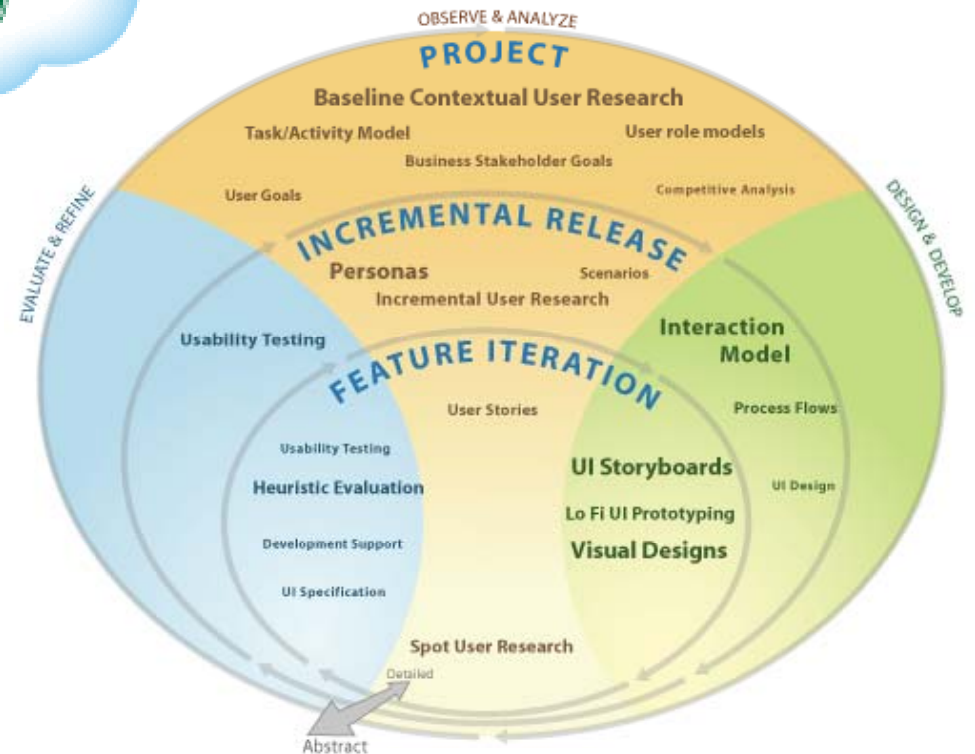 OBSERVE & ANALYZE
PROJECT
Baseline Contextual User Research
Task/Activity Model
User role models
Business Stakeholder Goals
User Goals
Competitive Analysis
EVALUATE & REFINE
DESIGN & DEVELOP
INCREMENTAL RELEASE
Personas
Scenarios
Incremental User Research
Usability Testing
Interaction
Model
FEATURE ITERATION
User Stories
Process Flows
Usability Testing
UI Storyboards
Heuristic Evaluation
UI Design
Lo Fi UI Prototyping
Development Support
Visual Designs
UI Specification
Spot User Research
Detailed
Abstract